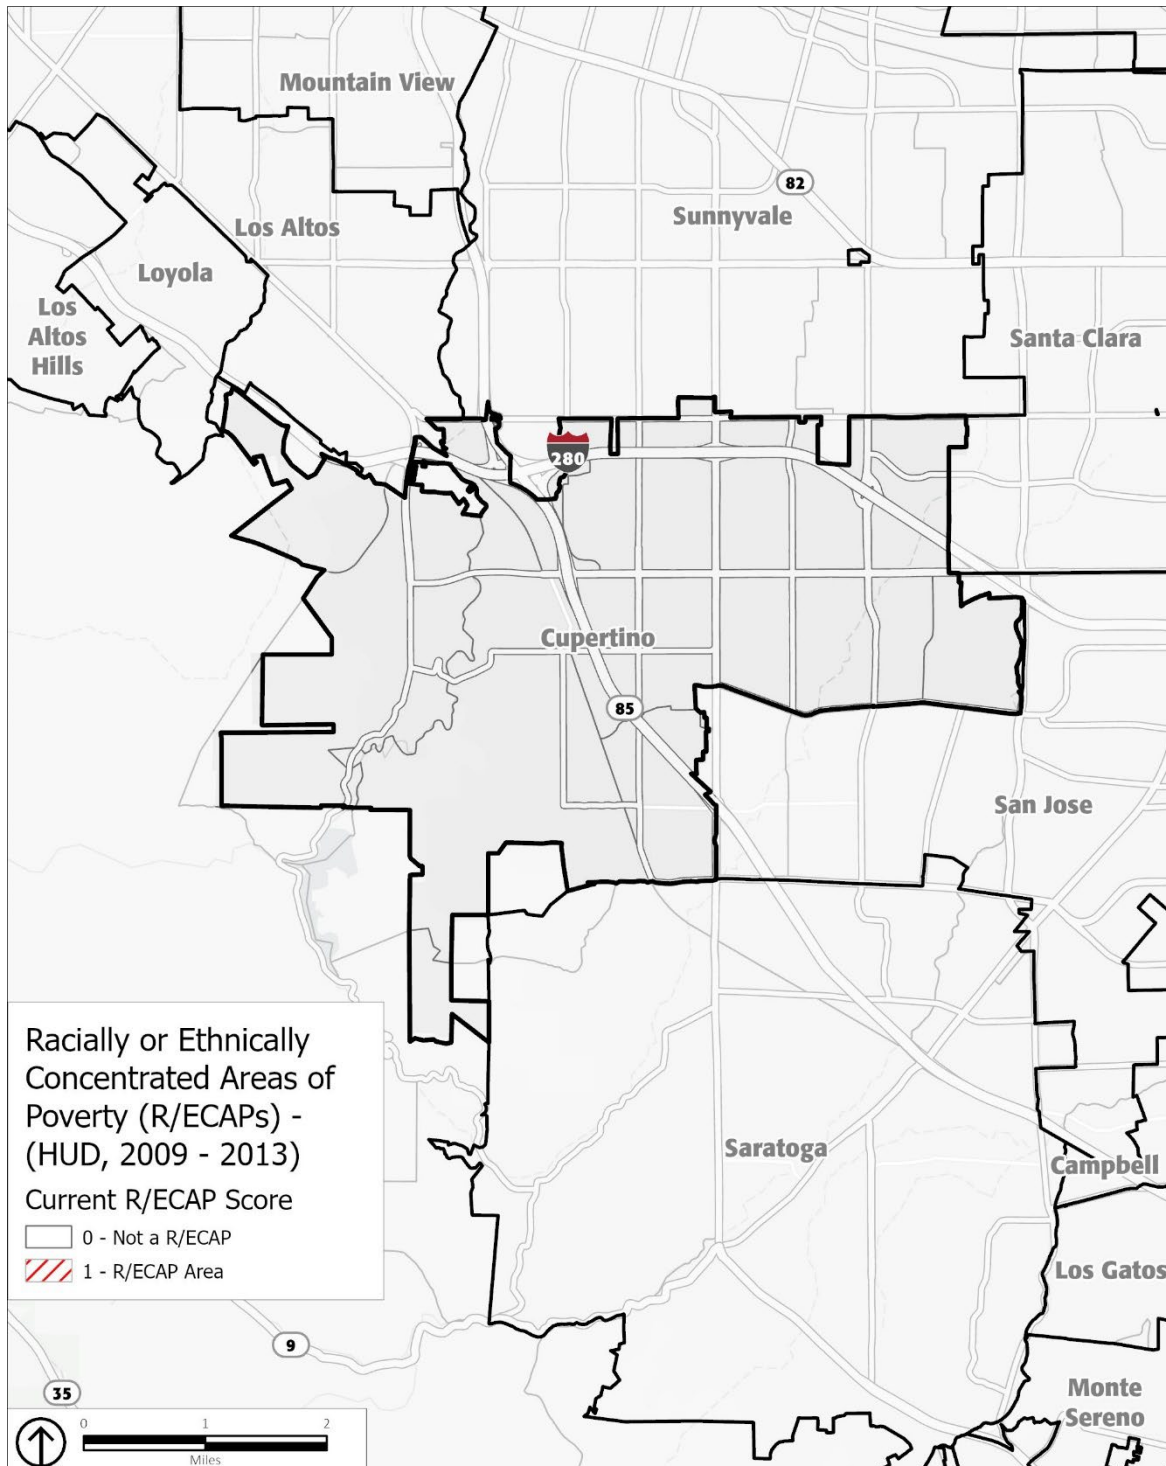 Mountain View
82
Sunnyvale
Los Altos
Loyola
Los
Altos
Hills
Santa Clara
280
Cupertino
85
San Jose
Racially or Ethnically
Concentrated Areas of
Poverty (R/ECAPs) -
(HUD, 2009 - 2013)
Current R/ECAP Score
0 - Not a R/ECAP
1 - R/ECAP Area
Saratoga
Campbell
Los Gatos
9
35
Monte
Sereno
0 1 2
Miles